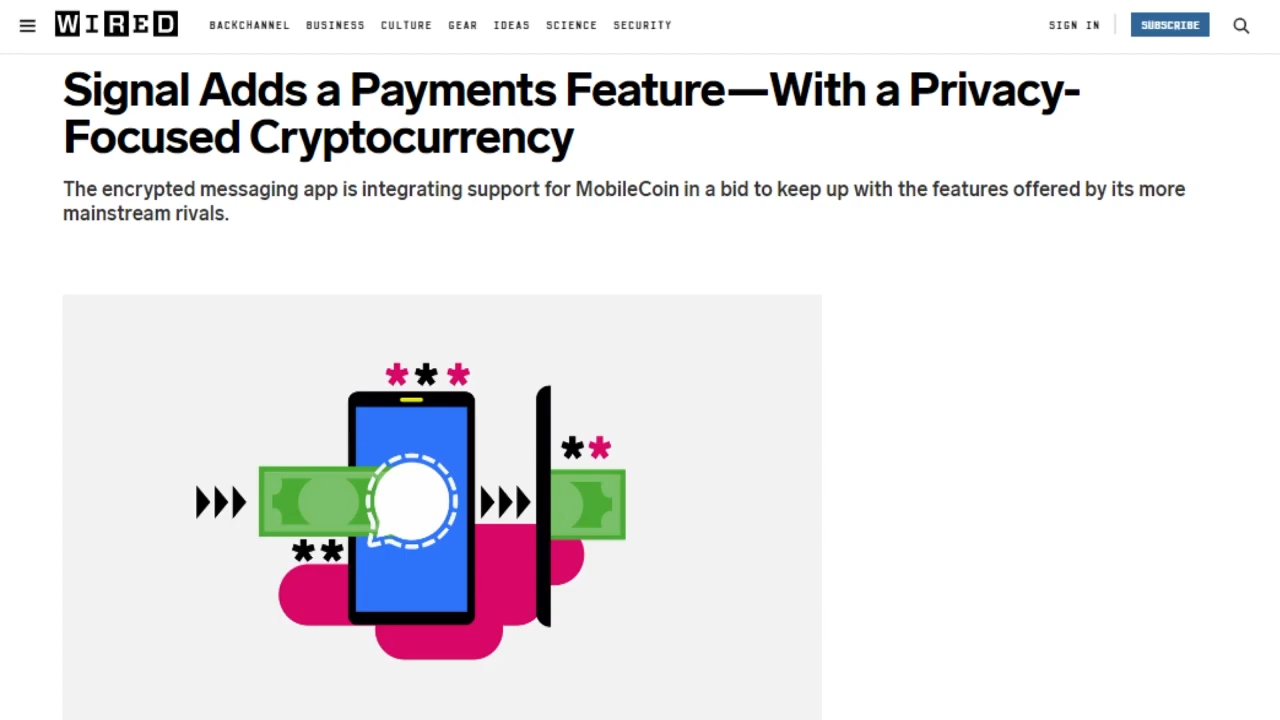 WIRED
BACKCHANNEL BUSINESS CULTURE GEAR IDEAS SCIENCE SECURITY
SIGN IN
SUBSCRIBE
Signal Adds a Payments Feature—With a Privacy-
Focused Cryptocurrency
The encrypted messaging app is integrating support for MobileCoin in a bid to keep up with the features offered by its more
mainstream rivals.